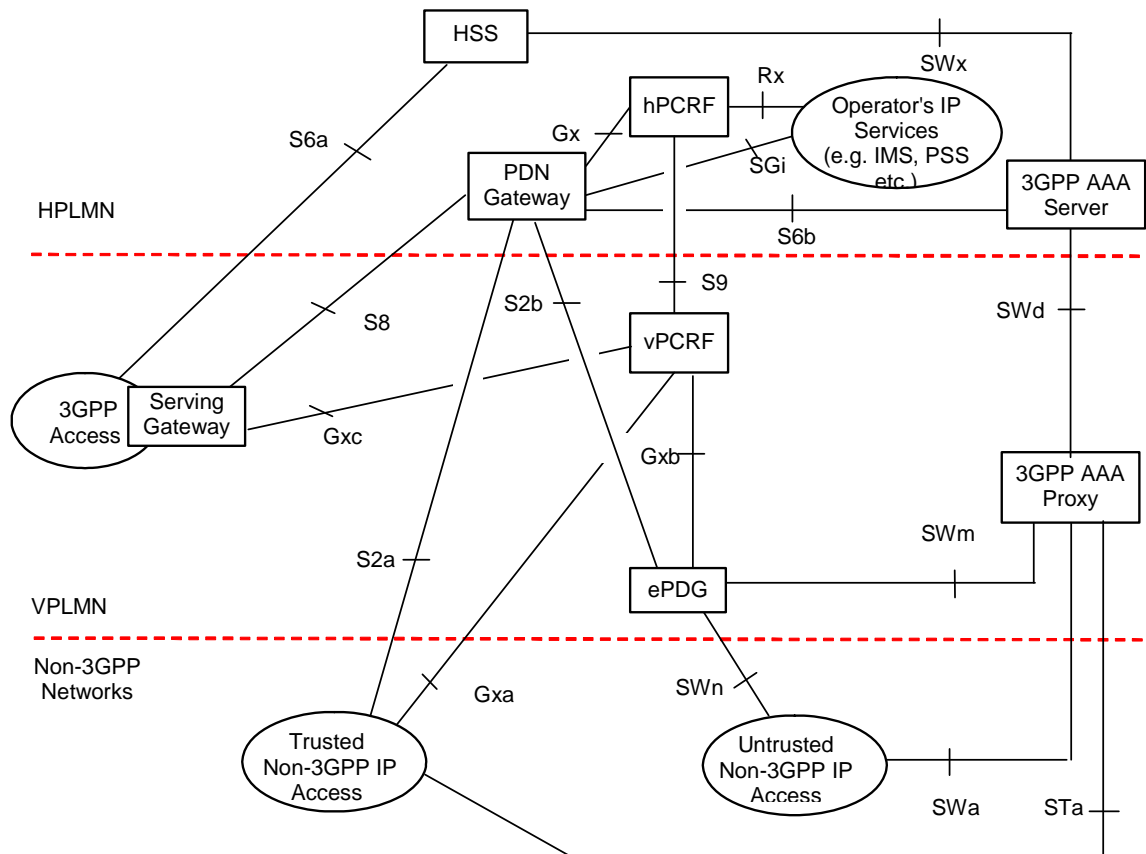 HSS
SWx
Rx
hPCRF
Operator's IP
Services
(e.g. IMS, PSS
etc.)
Gx
S6a
SGi
PDN
Gateway
3GPP AAA
Server
HPLMN
S6b
S9
S2b
SWd
S8
vPCRF
3GPP
Access
Serving
Gateway
Gxc
Gxb
3GPP AAA
Proxy
SWm
S2a
ePDG
VPLMN
Non-3GPP
Networks
SWn
Gxa
Trusted
Non-3GPP IP
Access
Untrusted
Non-3GPP IP
Access
SWa
STa